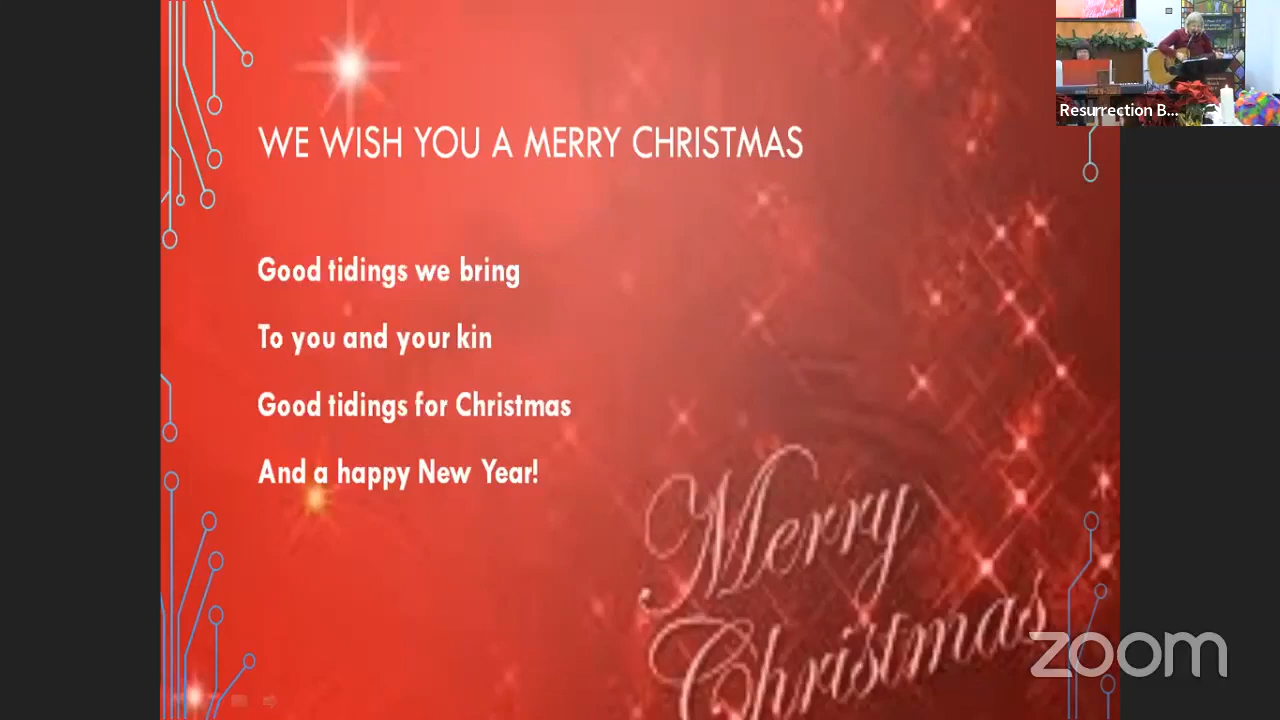 Resurrection B...
WE WISH YOU A MERRY CHRISTMAS
Good tidings we bring
To you and your kin
Good tidings for Christmas
And a happy New Year!
Merry
Christmas
zoom